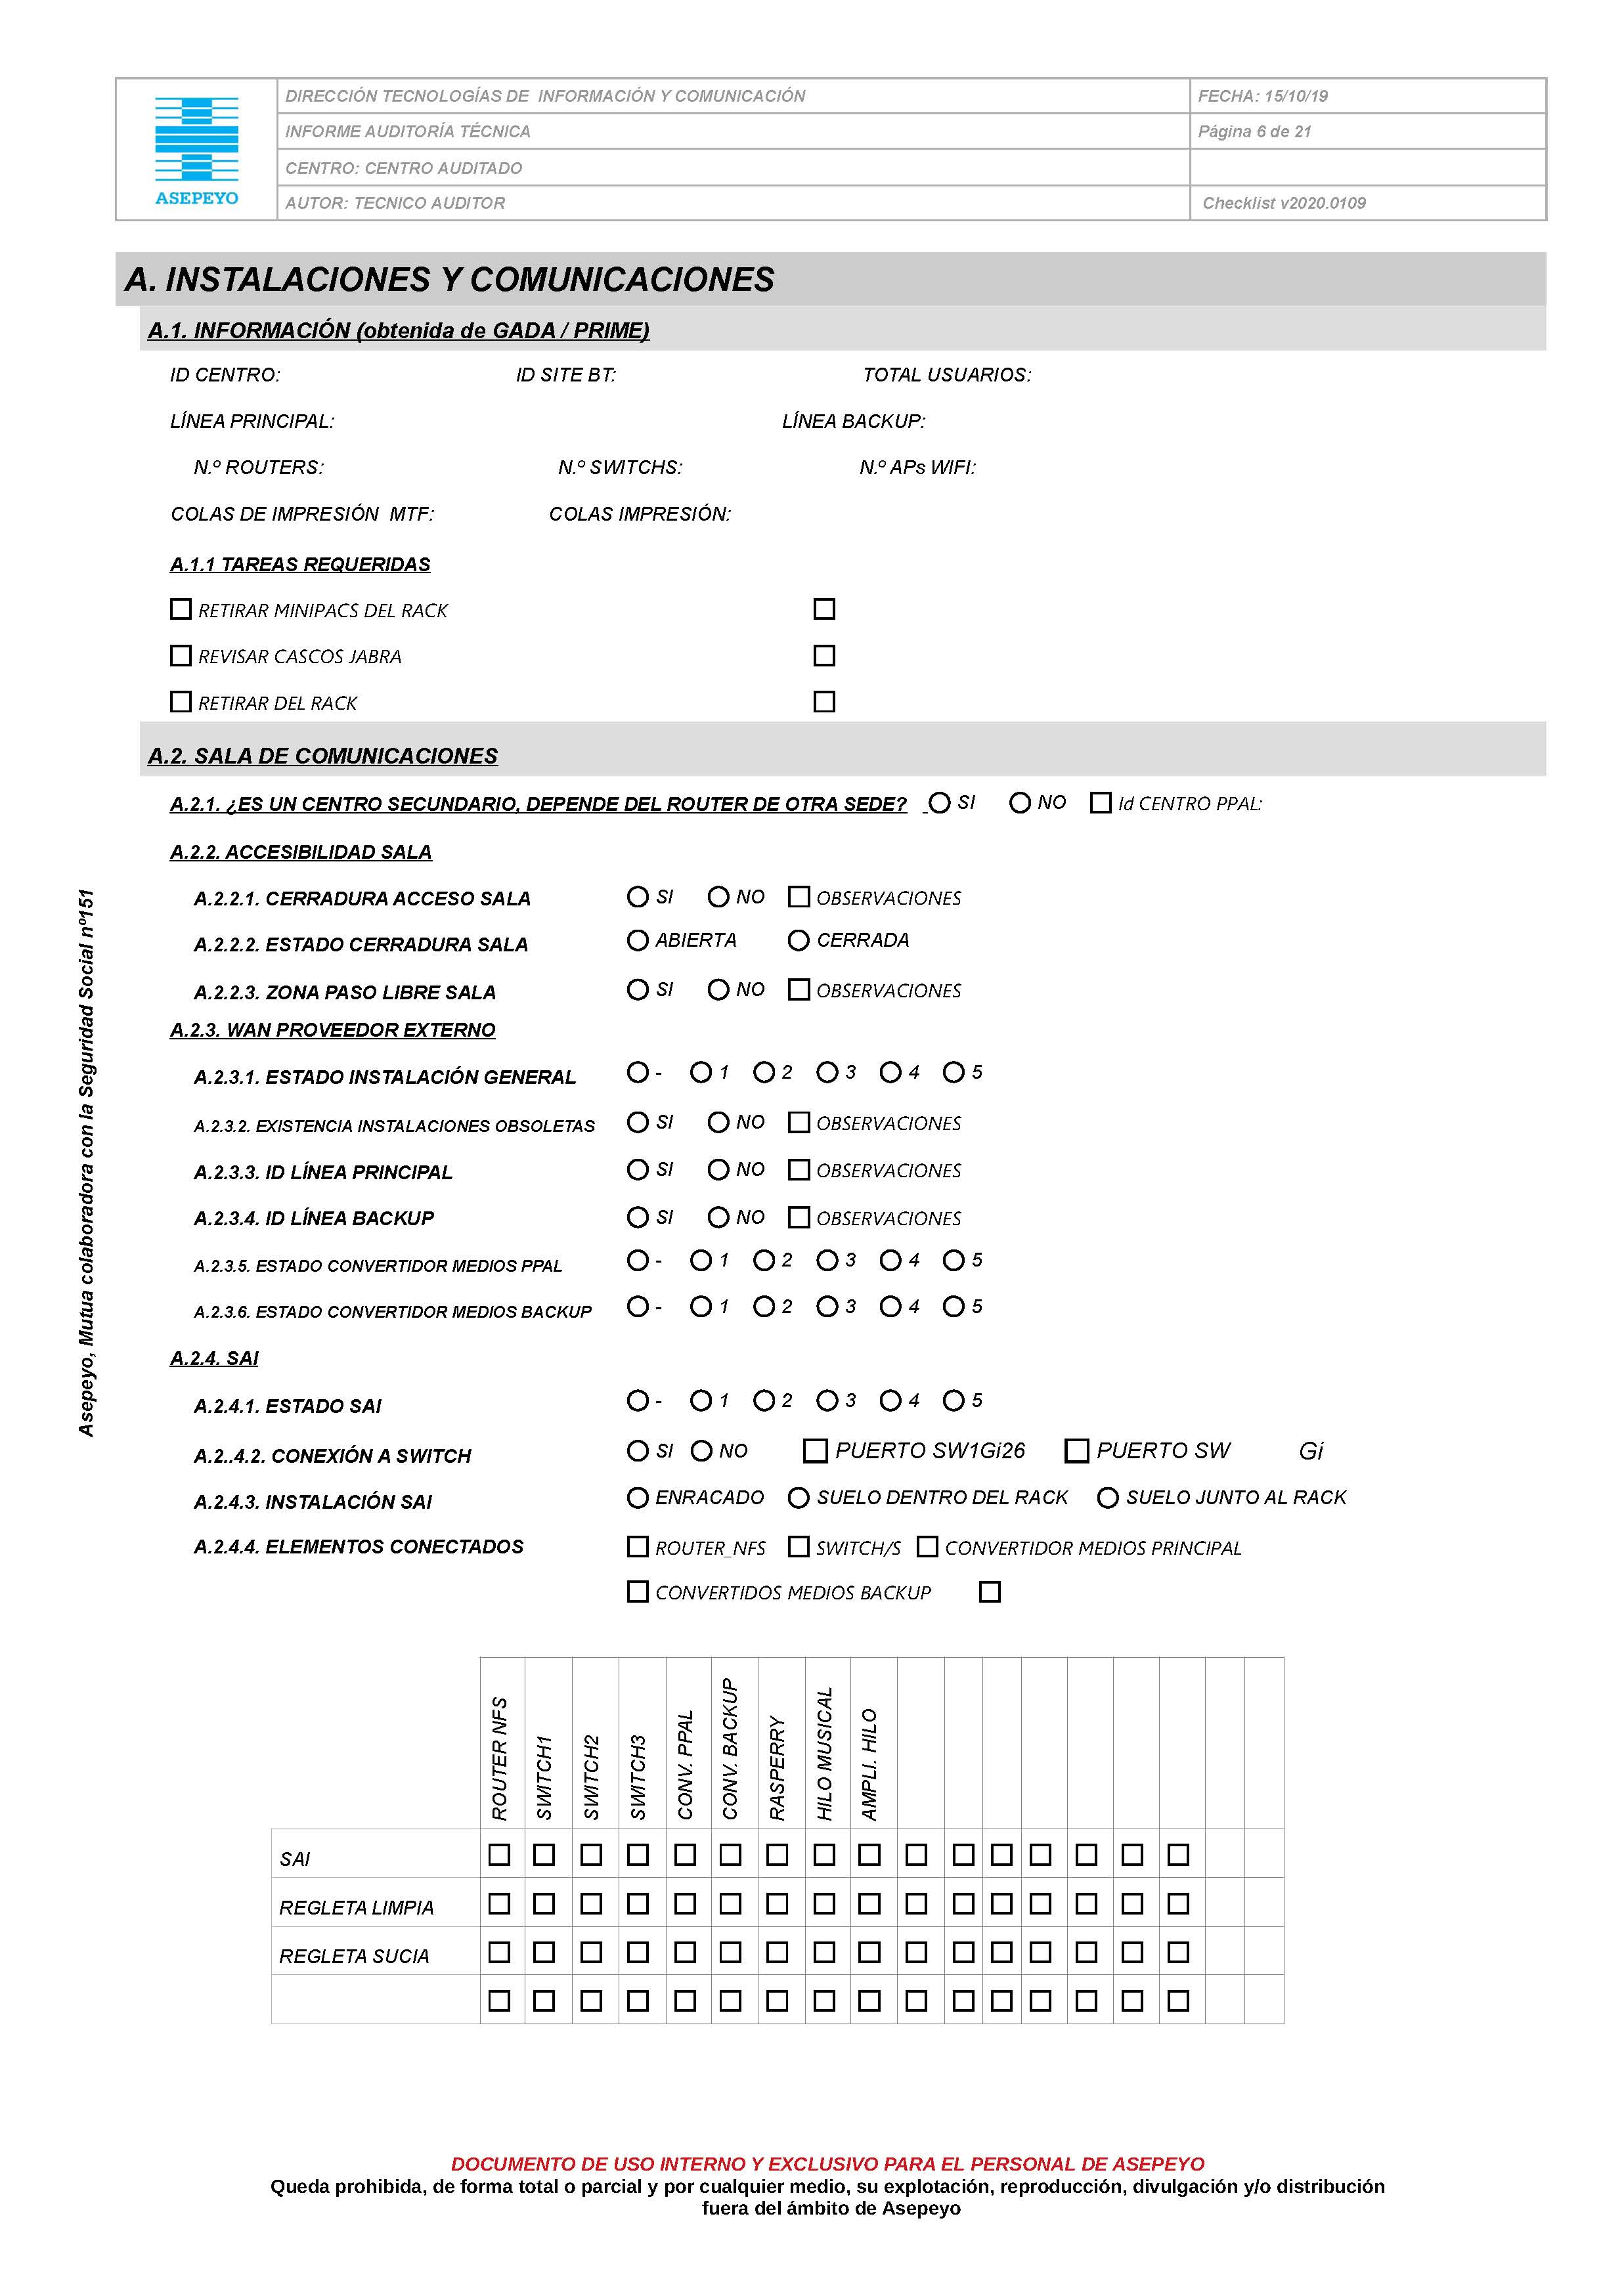 DIRECCIÓN TECNOLOGÍAS DE INFORMACIÓN Y COMUNICACIÓN FECHA: 15/10/19
INFORME AUDITORÍA TÉCNICA Página 6 de 21
CENTRO: CENTRO AUDITADO
ASEPEYO
AUTOR: TECNICO AUDITOR Checklist v2020.0109
A. INSTALACIONES Y COMUNICACIONES
A.1. INFORMACIÓN (obtenida de GADA / PRIME)
ID CENTRO: ID SITE BT: TOTAL USUARIOS:
LÍNEA PRINCIPAL: LÍNEA BACKUP:
N.º ROUTERS: N.º SWITCHS: N.º APs WIFI:
COLAS DE IMPRESIÓN MTF: COLAS IMPRESIÓN:
A.1.1 TAREAS REQUERIDAS
RETIRAR MINIPACS DEL RACK
REVISAR CASCOS JABRA
RETIRAR DEL RACK
A.2. SALA DE COMUNICACIONES
A.2.1. ¿ES UN CENTRO SECUNDARIO, DEPENDE DEL ROUTER DE OTRA SEDE? SI NO Id CENTRO PPAL:
A.2.2. ACCESIBILIDAD SALA
A.2.2.1. CERRADURA ACCESO SALA SI NO OBSERVACIONES
A.2.2.2. ESTADO CERRADURA SALA ABIERTA CERRADA
A.2.2.3. ZONA PASO LIBRE SALA SI NO OBSERVACIONES
A.2.3. WAN PROVEEDOR EXTERNO
A.2.3.1. ESTADO INSTALACIÓN GENERAL - 1 2 3 4 5
A.2.3.2. EXISTENCIA INSTALACIONES OBSOLETAS SI NO OBSERVACIONES
A.2.3.3. ID LÍNEA PRINCIPAL SI NO OBSERVACIONES
A.2.3.4. ID LÍNEA BACKUP SI NO OBSERVACIONES
A.2.3.5. ESTADO CONVERTIDOR MEDIOS PPAL - 1 2 3 4 5
A.2.3.6. ESTADO CONVERTIDOR MEDIOS BACKUP - 1 2 3 4 5
A.2.4. SAI
A.2.4.1. ESTADO SAI - 1 2 3 4 5
A.2..4.2. CONEXIÓN A SWITCH SI NO PUERTO SW1Gi26 PUERTO SW Gi
A.2.4.3. INSTALACIÓN SAI ENRACADO SUELO DENTRO DEL RACK SUELO JUNTO AL RACK
A.2.4.4. ELEMENTOS CONECTADOS ROUTER_NFS SWITCH/S CONVERTIDOR MEDIOS PRINCIPAL
CONVERTIDOS MEDIOS BACKUP
ROUTER NFS
SWITCH1
SWITCH2
SWITCH3
CONV. PPAL
CONV. BACKUP
RASPERRY
HILO MUSICAL
AMPLI. HILO
SAI
REGLETA LIMPIA
REGLETA SUCIA
Asepeyo, Mutua colaboradora con la Seguridad Social nº151
DOCUMENTO DE USO INTERNO Y EXCLUSIVO PARA EL PERSONAL DE ASEPEYO
Queda prohibida, de forma total o parcial y por cualquier medio, su explotación, reproducción, divulgación y/o distribución
fuera del ámbito de Asepeyo